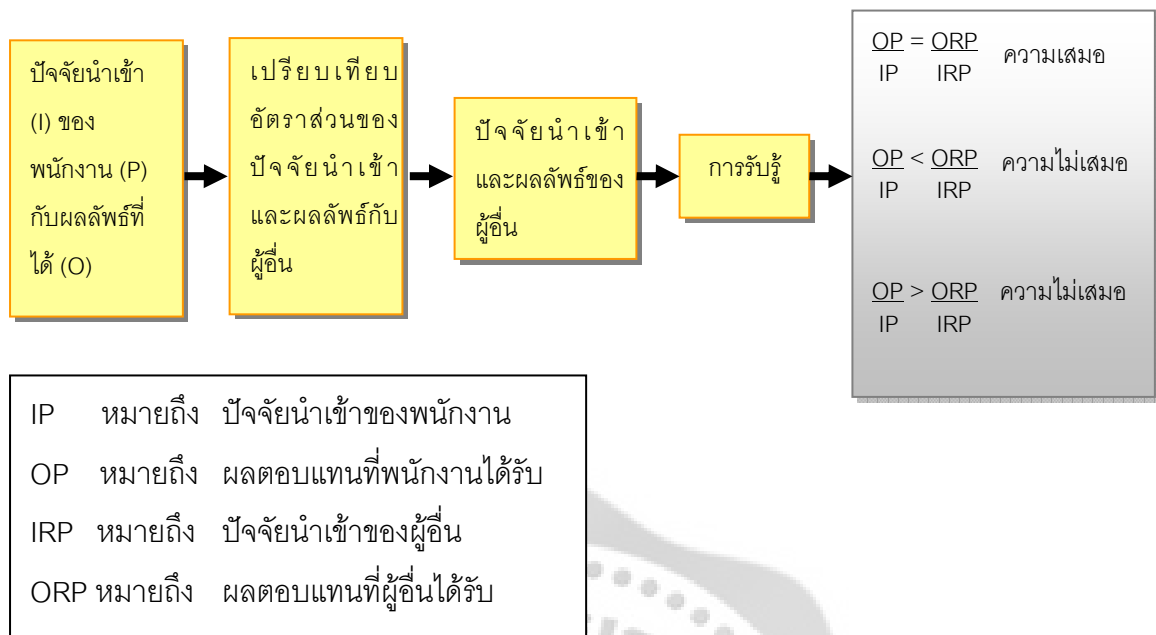 ปัจจัยนำเข้า
(I) ของ
พนักงาน (P)
กับผลลัพธ์ที่
ได้ (O)
เปรียบเทียบ
อัตราส่วนของ
ปัจจัยนำเข้า
และผลลัพธ์กับ
ผู้อื่น
ปัจจัยนำเข้า
และผลลัพธ์ของ
ผู้อื่น
การรับรู้
OP = ORP ความเสมอ
IP IRP
OP < ORP ความไม่เสมอ
IP IRP
OP > ORP ความไม่เสมอ
IP IRP
IP หมายถึง ปัจจัยนำเข้าของพนักงาน
OP หมายถึง ผลตอบแทนที่พนักงานได้รับ
IRP หมายถึง ปัจจัยนำเข้าของผู้อื่น
ORP หมายถึง ผลตอบแทนที่ผู้อื่นได้รับ